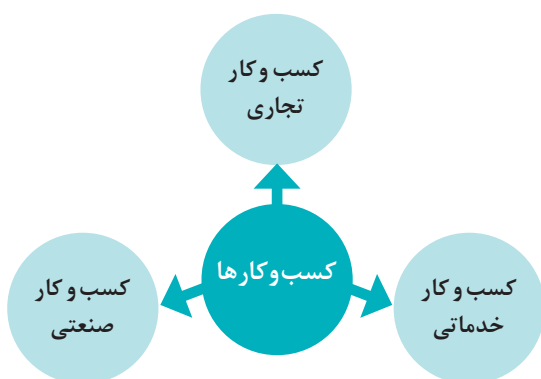 کسب و کار
تجاری
کسب‌وکارها
کسب و کار
خدماتی
کسب و کار
صنعتی